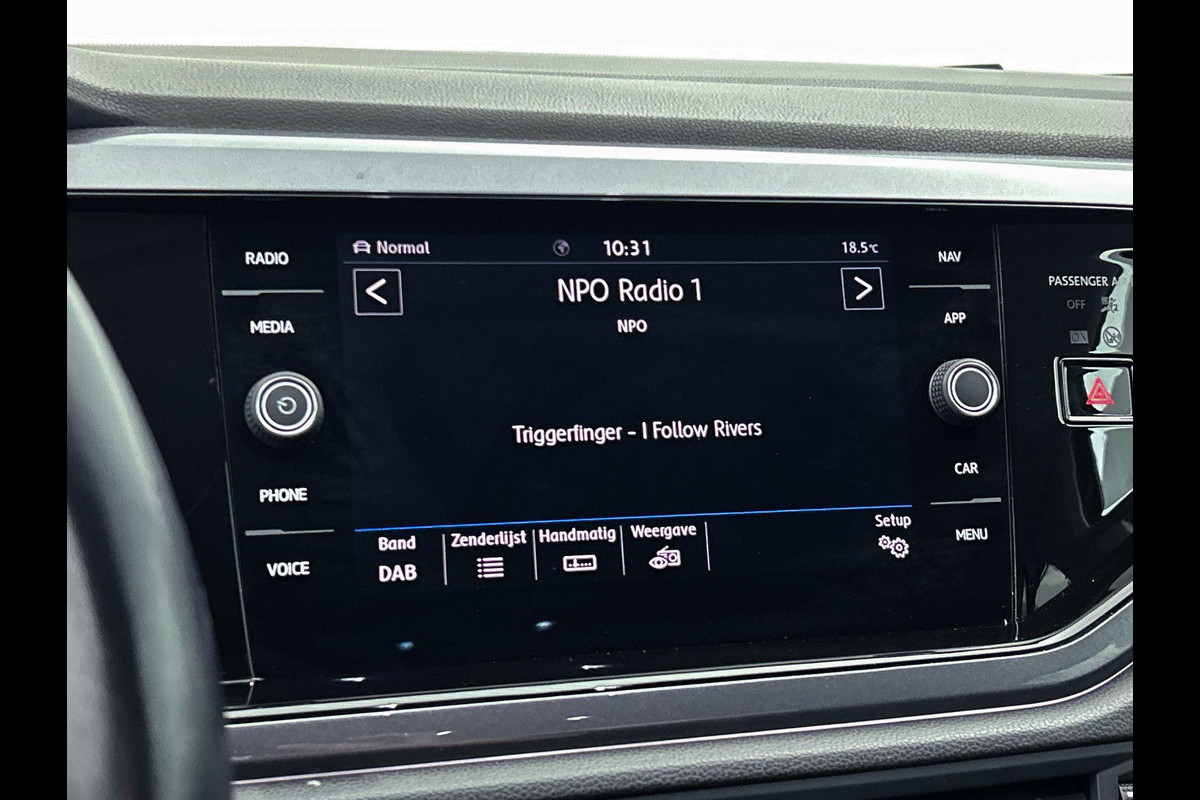 RADIO
MEDIA
PHONE
VOICE
Normal
10:31
18.5°C
<
NPO Radio 1
>
NPO
Triggerfinger - I Follow Rivers
Band
DAB
Zenderlijst
Handmatig
Weergave
Setup
NAV
APP
CAR
MENU
PASSENGER
OFF
ON